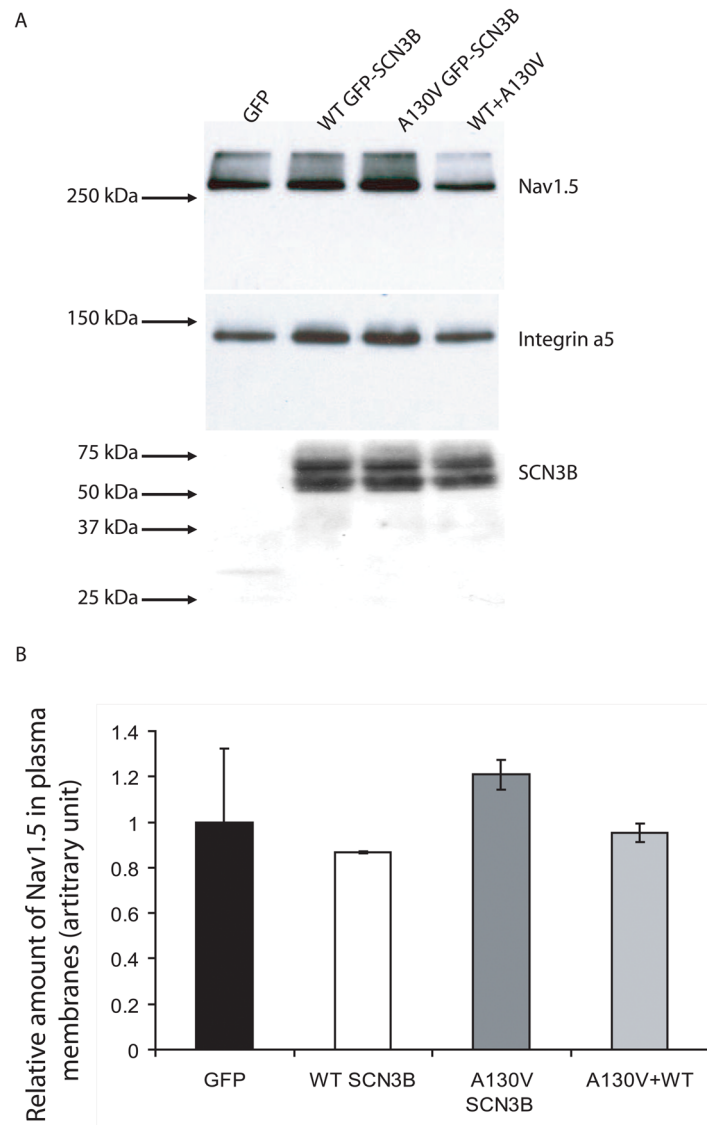 A
GFP
WT GFP-SCN3B
A130V GFP-SCN3B
WT+A130V
250 kDa
Nav1.5
150 kDa
Integrin a5
75 kDa
SCN3B
50 kDa
37 kDa
25 kDa
B
Relative amount of Nav1.5 in plasma
membranes (artitrary unit)
1.4
1.2
1
0.8
0.6
0.4
0.2
0
GFP
WT SCN3B
A130V
SCN3B
A130V+WT